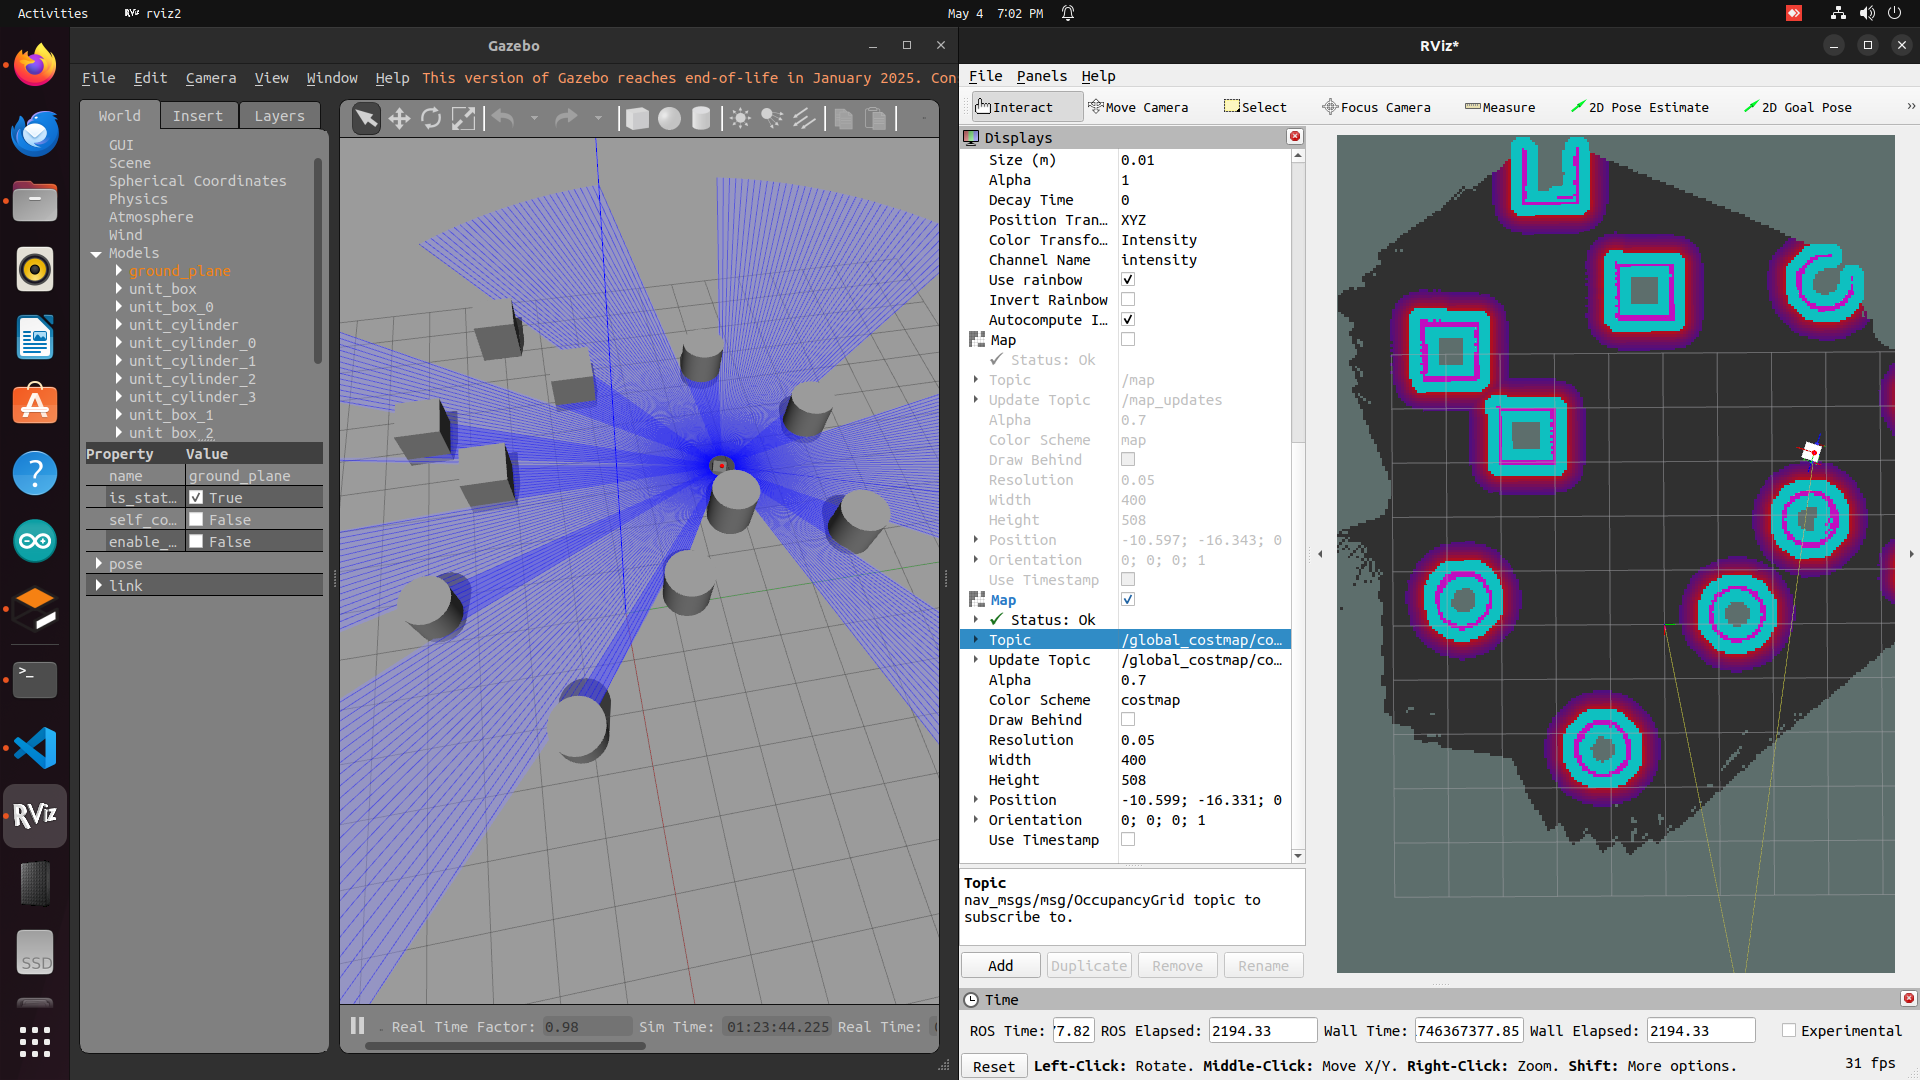 Activities
rviz2
May 4  7:02 PM
Gazebo
File Edit Camera View Window Help This version of Gazebo reaches end-of-life in January 2025. Con
World Insert Layers
GUI
Scene
Spherical Coordinates
Physics
Atmosphere
Wind
Models
ground_plane
unit_box
unit_box_0
unit_cylinder
unit_cylinder_0
unit_cylinder_1
unit_cylinder_2
unit_cylinder_3
unit_box_1
unit_box_2
Property Value
name ground_plane
is_stat... True
self_co... False
enable_... False
pose
link
Real Time Factor: 0.98 Sim Time: 01:23:44.225 Real Time:
SSD
RViz
RViz*
File Panels Help
Interact Move Camera Select Focus Camera Measure 2D Pose Estimate 2D Goal Pose »
Displays
Size (m) 0.01
Alpha 1
Decay Time 0
Position Tran... XYZ
Color Transfo... Intensity
Channel Name intensity
Use rainbow
Invert Rainbow
Autocompute I...
Map
Status: Ok
Topic /map
Update Topic /map_updates
Alpha 0.7
Color Scheme map
Draw Behind
Resolution 0.05
Width 400
Height 508
Position -10.597; -16.343; 0
Orientation 0; 0; 0; 1
Use Timestamp
Map
Status: Ok
Topic /global_costmap/co...
Update Topic /global_costmap/co...
Alpha 0.7
Color Scheme costmap
Draw Behind
Resolution 0.05
Width 400
Height 508
Position -10.599; -16.331; 0
Orientation 0; 0; 0; 1
Use Timestamp
Topic
nav_msgs/msg/OccupancyGrid topic to
subscribe to.
Add Duplicate Remove Rename
Time
ROS Time: 77.82 ROS Elapsed: 2194.33 Wall Time: 746367377.85 Wall Elapsed: 2194.33 Experimental
Reset Left-Click: Rotate. Middle-Click: Move X/Y. Right-Click: Zoom. Shift: More options. 31 fps